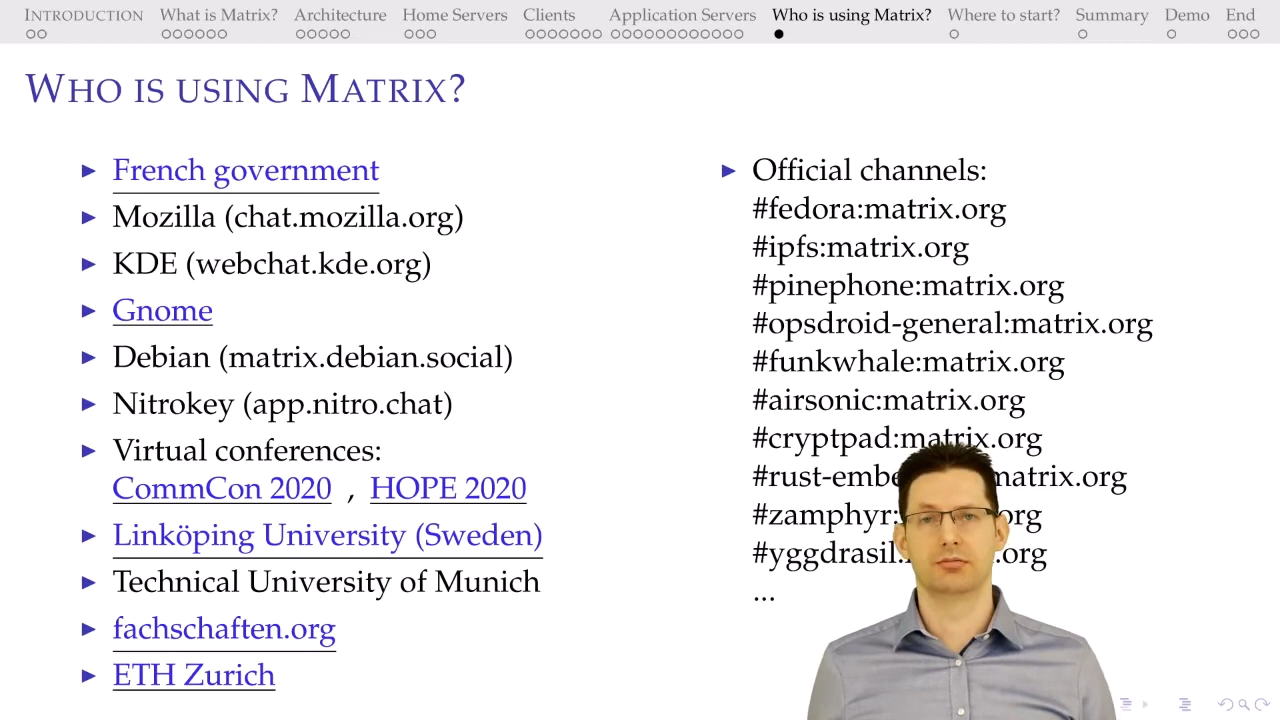 INTRODUCTION What is Matrix? Architecture Home Servers Clients Application Servers Who is using Matrix? Where to start? Summary Demo End
WHO IS USING MATRIX?
French government
Mozilla (chat.mozilla.org)
KDE (webchat.kde.org)
Gnome
Debian (matrix.debian.social)
Nitrokey (app.nitro.chat)
Virtual conferences:
CommCon 2020 , HOPE 2020
Linköping University (Sweden)
Technical University of Munich
fachschaften.org
ETH Zurich
Official channels:
#fedora:matrix.org
#ipfs:matrix.org
#pinephone:matrix.org
#opsdroid-general:matrix.org
#funkwhale:matrix.org
#airsonic:matrix.org
#cryptpad:matrix.org
#rust-embe matrix.org
#zamphyr: org
#yggdrasil: .org
...